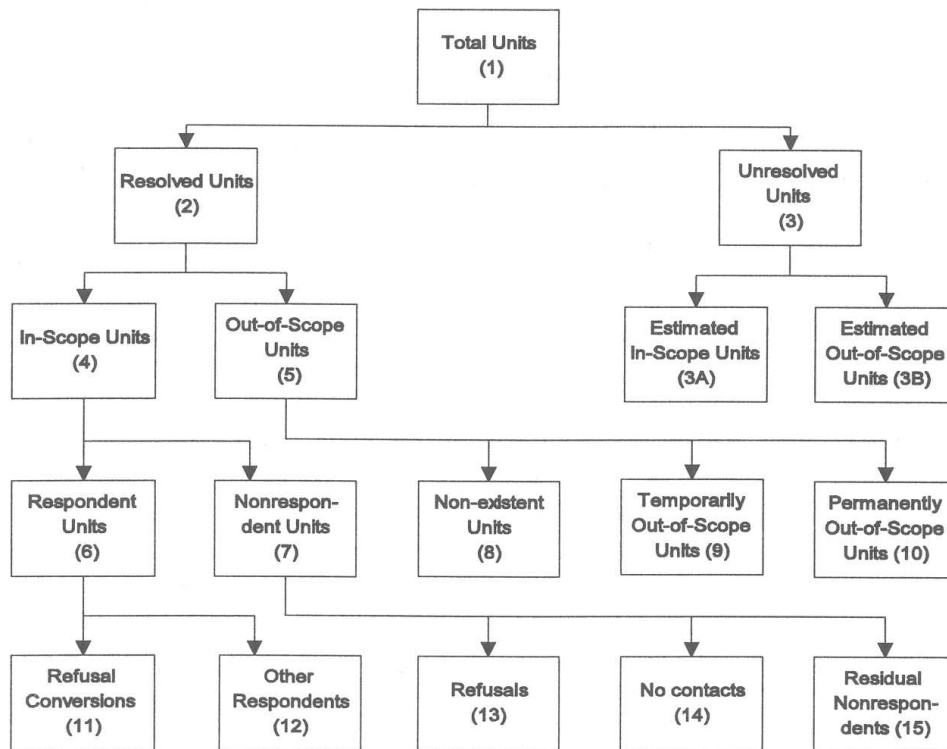 Total Units
(1)
Resolved Units
(2)
Unresolved
Units
(3)
In-Scope Units
(4)
Out-of-Scope
Units
(5)
Estimated
In-Scope Units
(3A)
Estimated
Out-of-Scope
Units (3B)
Respondent
Units
(6)
Nonrespon-
dent Units
(7)
Non-existent
Units
(8)
Temporarily
Out-of-Scope
Units (9)
Permanently
Out-of-Scope
Units (10)
Refusal
Conversions
(11)
Other
Respondents
(12)
Refusals
(13)
No contacts
(14)
Residual
Nonrespon-
dents (15)